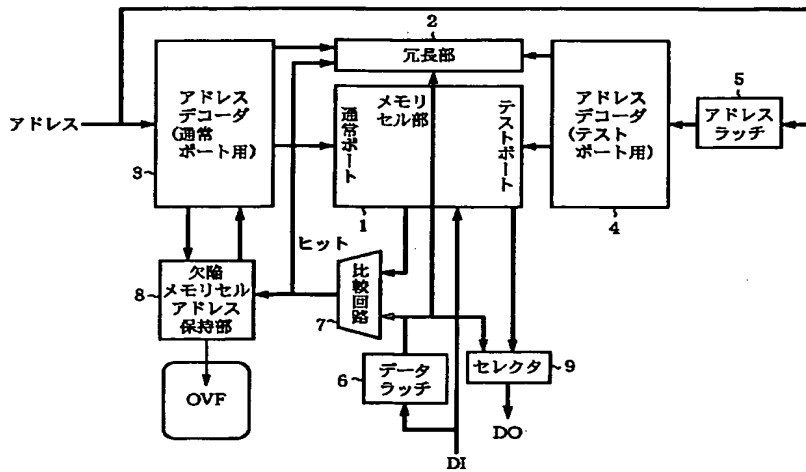 2
冗長部
アドレス
アドレス
デコーダ
(通常
ポート用)
3
通常ポート
メモリ
セル部
テストポート
1
アドレス
デコーダ
(テスト
ポート用)
4
5
アドレス
ラッチ
ヒット
比較回路
7
欠陥
メモリセル
アドレス
保持部
8
OVF
データ
ラッチ
6
セレクタ
9
DO
DI